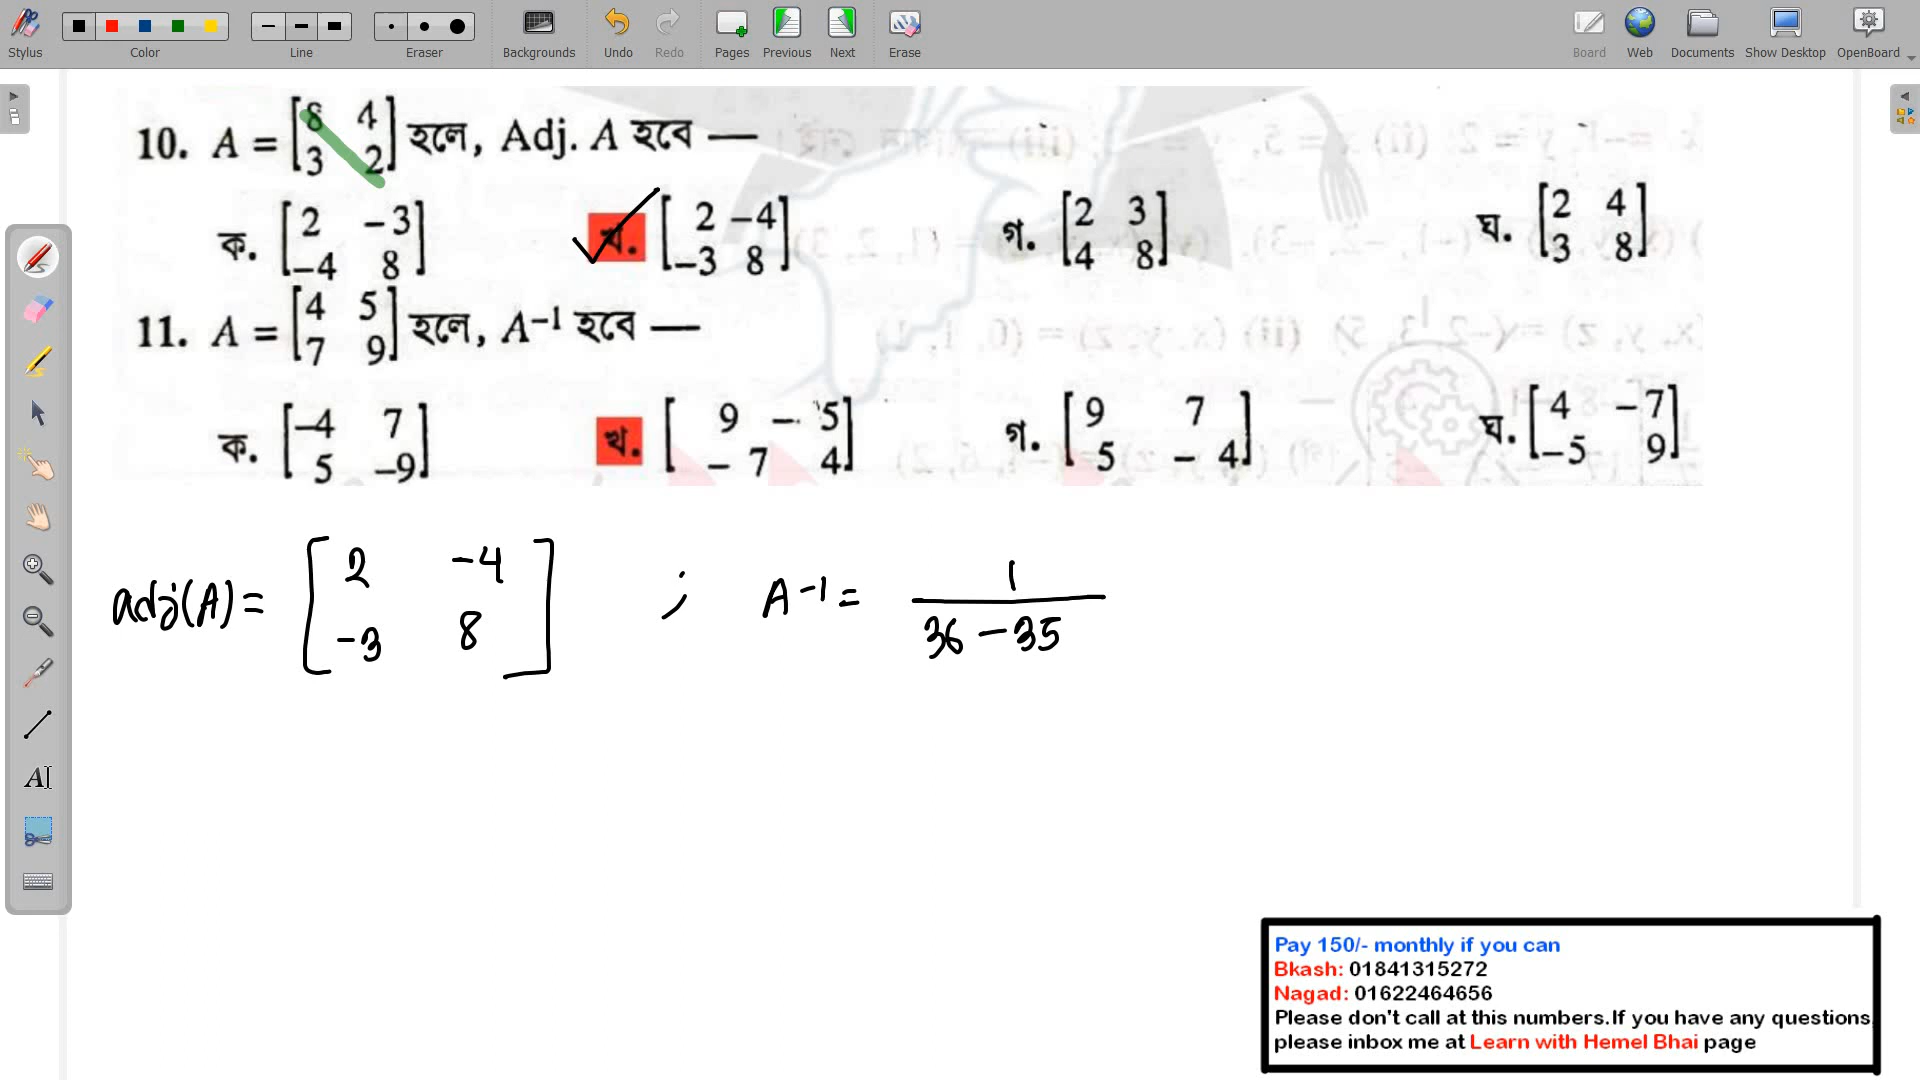 Stylus Color Line Eraser Backgrounds Undo Redo Pages Previous Next Erase Board Web Documents Show Desktop OpenBoard
10. A = [8 4
3 2] হলে, Adj. A হবে —
ক. [2 -3
-4 8] খ. [2 -4
-3 8] গ. [2 3
4 8] ঘ. [2 4
3 8]
11. A = [4 5
7 9] হলে, A⁻¹ হবে —
ক. [-4 7
5 -9] খ. [9 - 5
- 7 4] গ. [9 7
5 - 4] ঘ. [4 -7
-5 9]
adj(A) = [2 -4
-3 8] ; A⁻¹ = 1
36 - 35
Pay 150/- monthly if you can
Bkash: 01841315272
Nagad: 01622464656
Please don't call at this numbers.If you have any questions
please inbox me at Learn with Hemel Bhai page